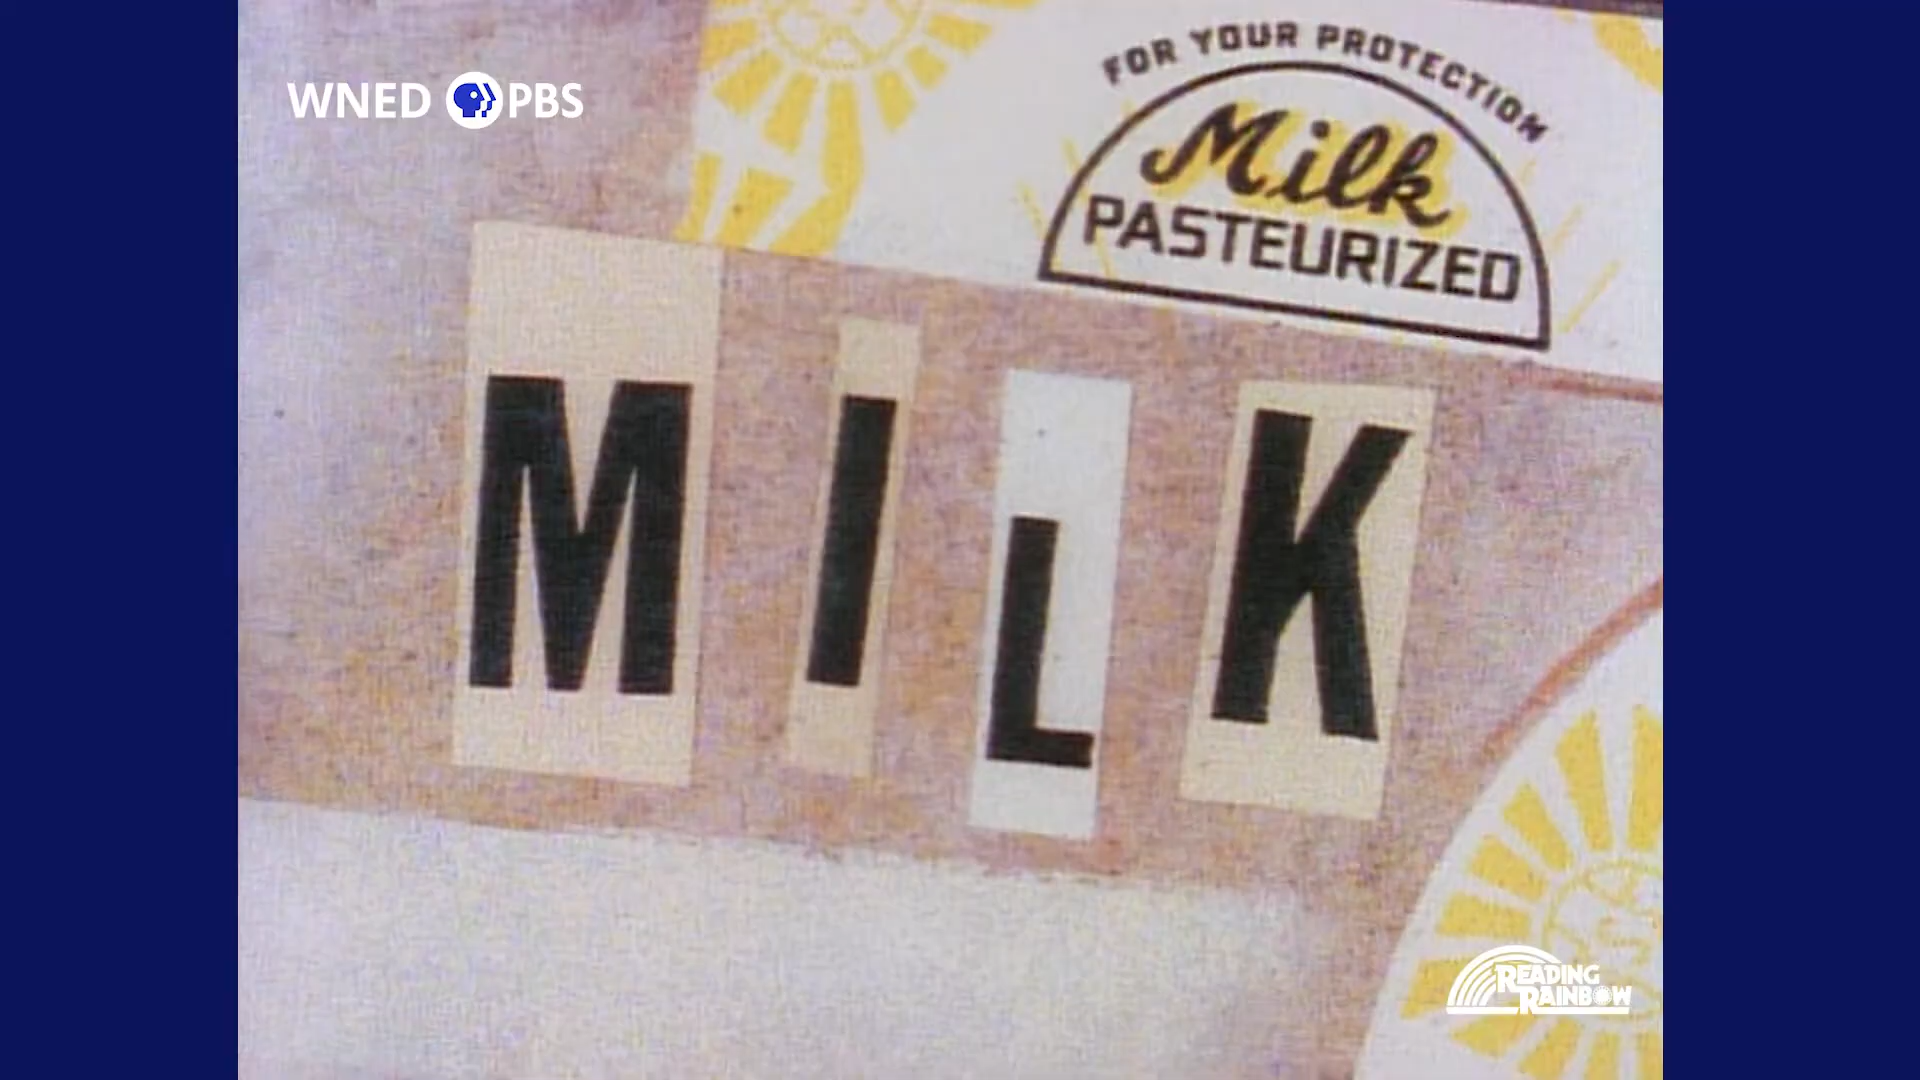 WNED PBS
FOR YOUR PROTECTION
Milk
PASTEURIZED
MILK
READING
RAINBOW